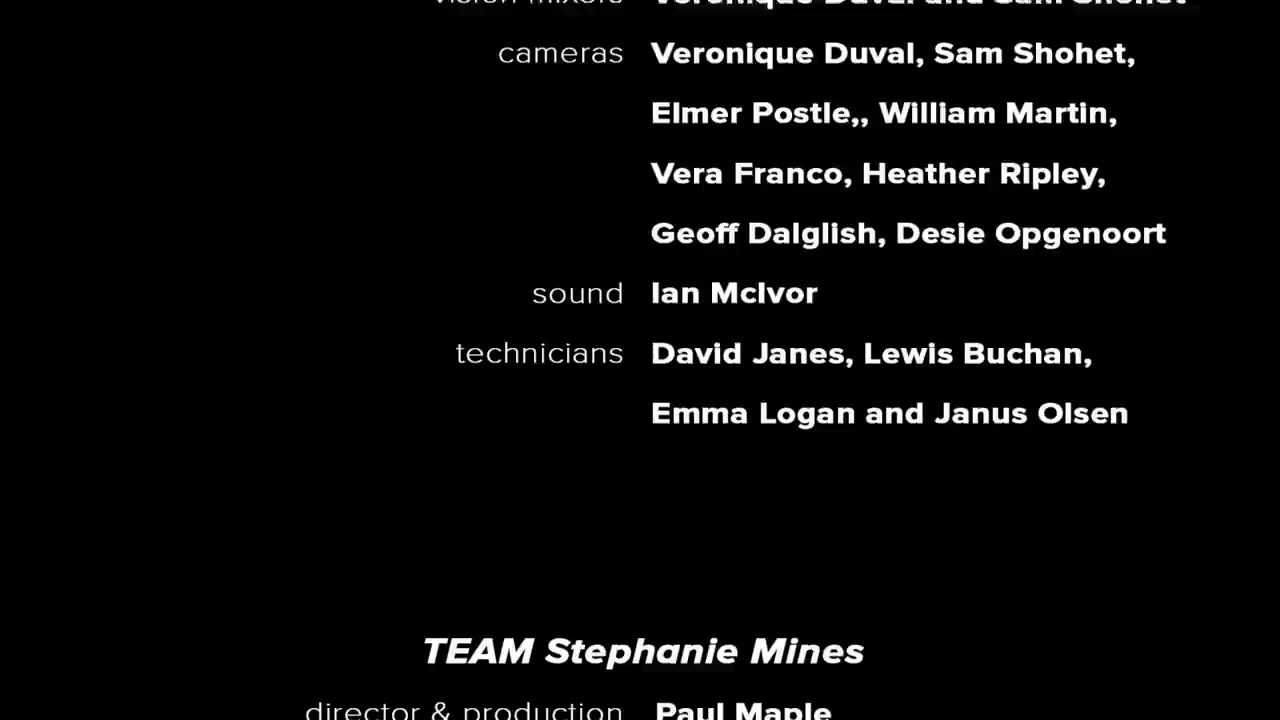 vision mixers Veronique Duval and Sam Shohet
cameras Veronique Duval, Sam Shohet,
Elmer Postle,, William Martin,
Vera Franco, Heather Ripley,
Geoff Dalglish, Desie Opgenoort
sound Ian McIvor
technicians David Janes, Lewis Buchan,
Emma Logan and Janus Olsen
TEAM Stephanie Mines
director & production Paul Maple